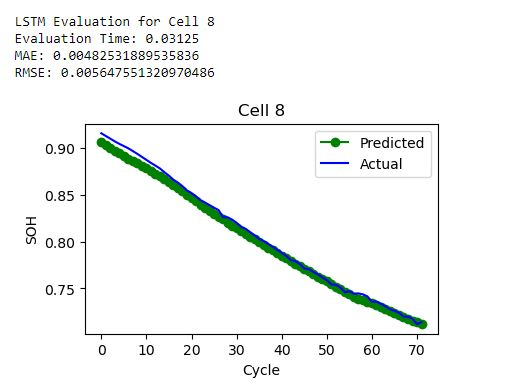 LSTM Evaluation for Cell 8
Evaluation Time: 0.03125
MAE: 0.00482531889535836
RMSE: 0.005647551320970486
Cell 8
Predicted
Actual
0.90
0.85
0.80
0.75
SOH
0 10 20 30 40 50 60 70
Cycle